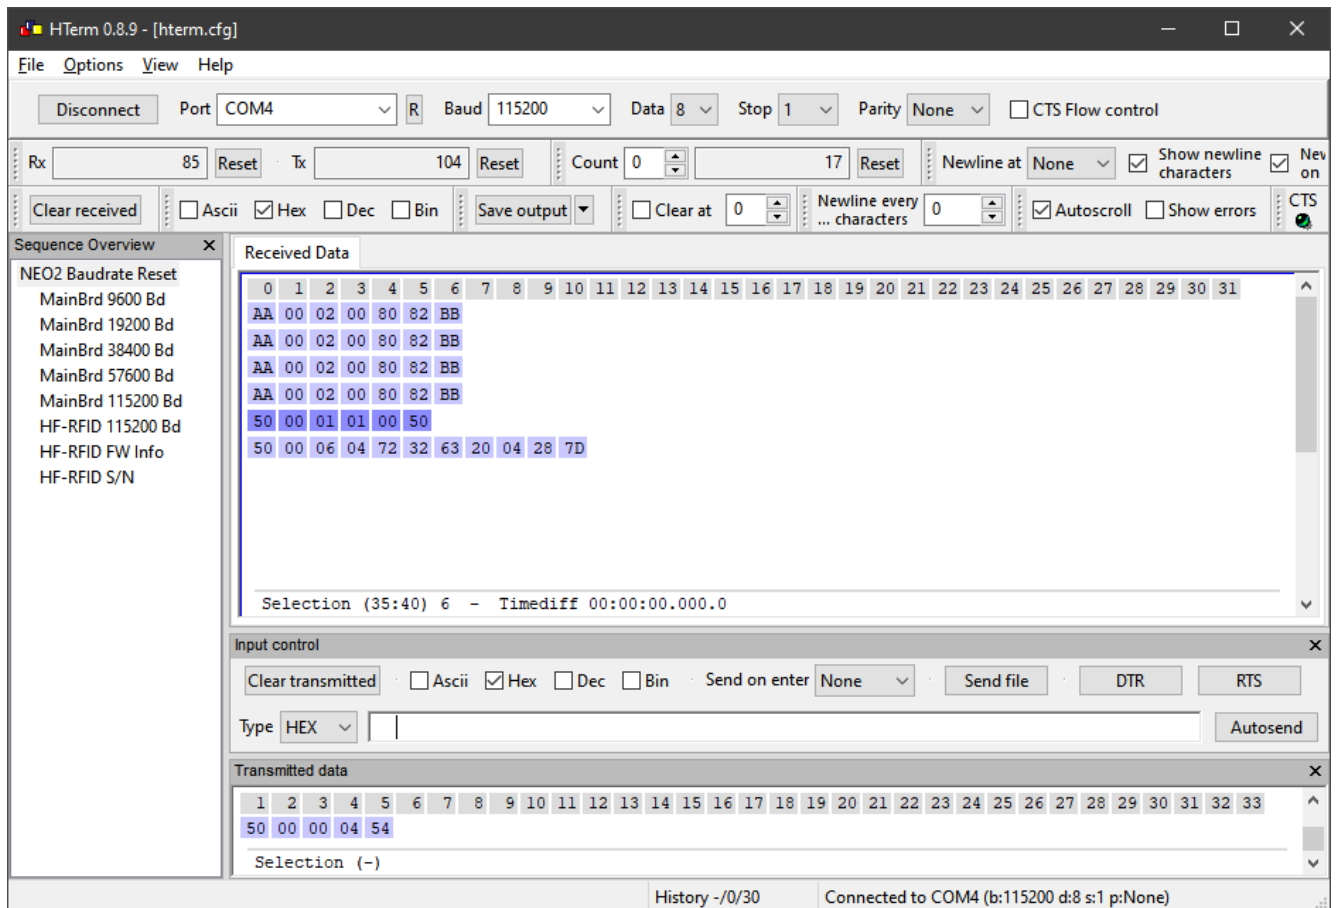 HTerm 0.8.9 - [hterm.cfg]
File Options View Help
Disconnect Port COM4 R Baud 115200 Data 8 Stop 1 Parity None CTS Flow control
Rx 85 Reset Tx 104 Reset Count 0 17 Reset Newline at None Show newline characters New on
Clear received Ascii Hex Dec Bin Save output Clear at 0 Newline every ... characters 0 Autoscroll Show errors CTS
Sequence Overview
NEO2 Baudrate Reset
MainBrd 9600 Bd
MainBrd 19200 Bd
MainBrd 38400 Bd
MainBrd 57600 Bd
MainBrd 115200 Bd
HF-RFID 115200 Bd
HF-RFID FW Info
HF-RFID S/N
Received Data
0 1 2 3 4 5 6 7 8 9 10 11 12 13 14 15 16 17 18 19 20 21 22 23 24 25 26 27 28 29 30 31
AA 00 02 00 80 82 BB
AA 00 02 00 80 82 BB
AA 00 02 00 80 82 BB
AA 00 02 00 80 82 BB
50 00 01 01 00 50
50 00 06 04 72 32 63 20 04 28 7D
Selection (35:40) 6 - Timediff 00:00:00.000.0
Input control
Clear transmitted Ascii Hex Dec Bin Send on enter None Send file DTR RTS
Type HEX Autosend
Transmitted data
1 2 3 4 5 6 7 8 9 10 11 12 13 14 15 16 17 18 19 20 21 22 23 24 25 26 27 28 29 30 31 32 33
50 00 00 04 54
Selection (-)
History -/0/30 Connected to COM4 (b:115200 d:8 s:1 p:None)